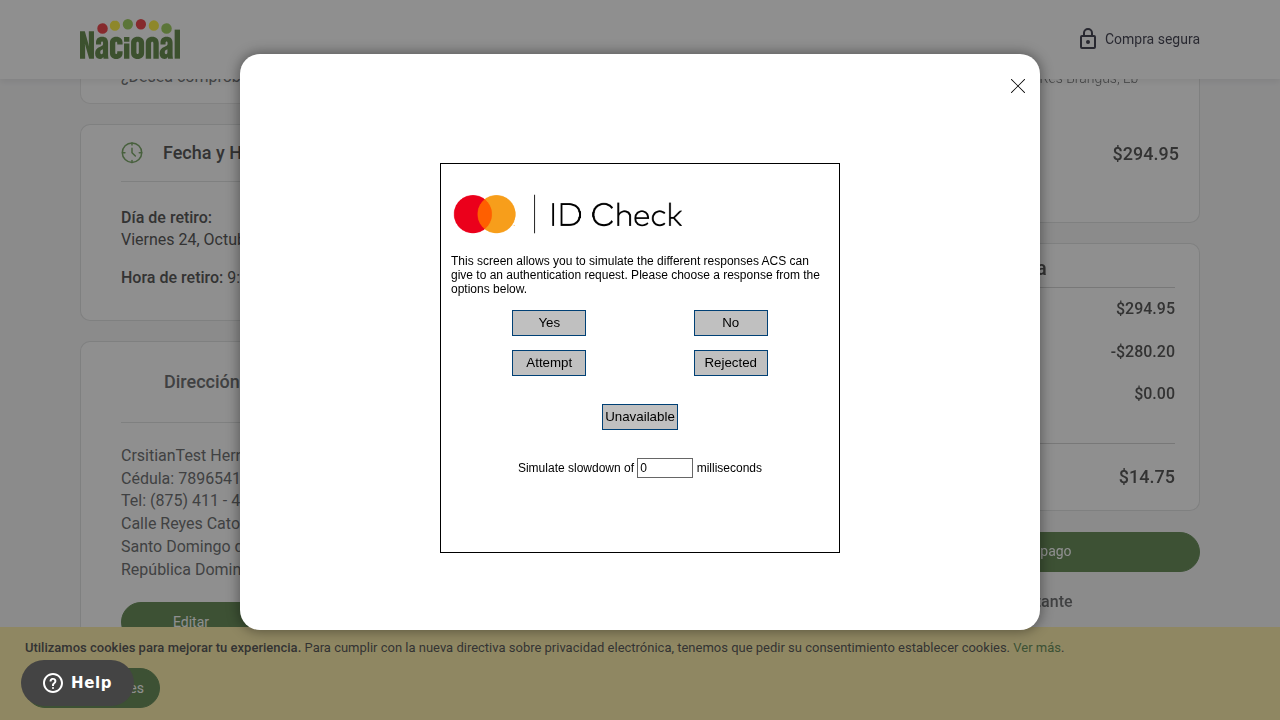 Nacional
Compra segura
¿Desea comprob
Res Brangus, Lb
Fecha y H
$294.95
Día de retiro:
Viernes 24, Octub
Hora de retiro: 9:
ID Check
This screen allows you to simulate the different responses ACS can
give to an authentication request. Please choose a response from the
options below.
Yes
No
Attempt
Rejected
Unavailable
Simulate slowdown of 0 milliseconds
$294.95
-$280.20
$0.00
$14.75
Dirección
CrsitianTest Herr
Cédula: 7896541
Tel: (875) 411 - 4
Calle Reyes Cato
Santo Domingo d
República Domin
Editar
pago
tante
Utilizamos cookies para mejorar tu experiencia. Para cumplir con la nueva directiva sobre privacidad electrónica, tenemos que pedir su consentimiento establecer cookies. Ver más.
Help
es